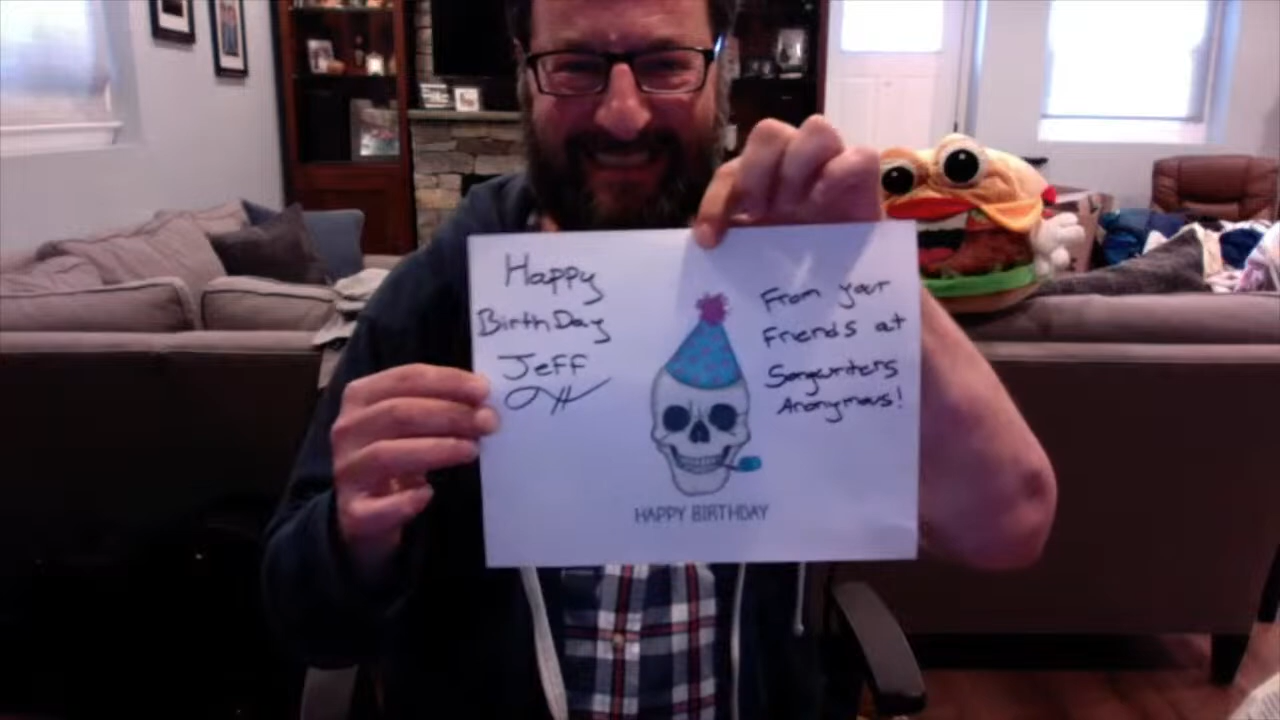 Happy
BirthDay
Jeff
From your
Friends at
Songwriters
Anonymous!
HAPPY BIRTHDAY